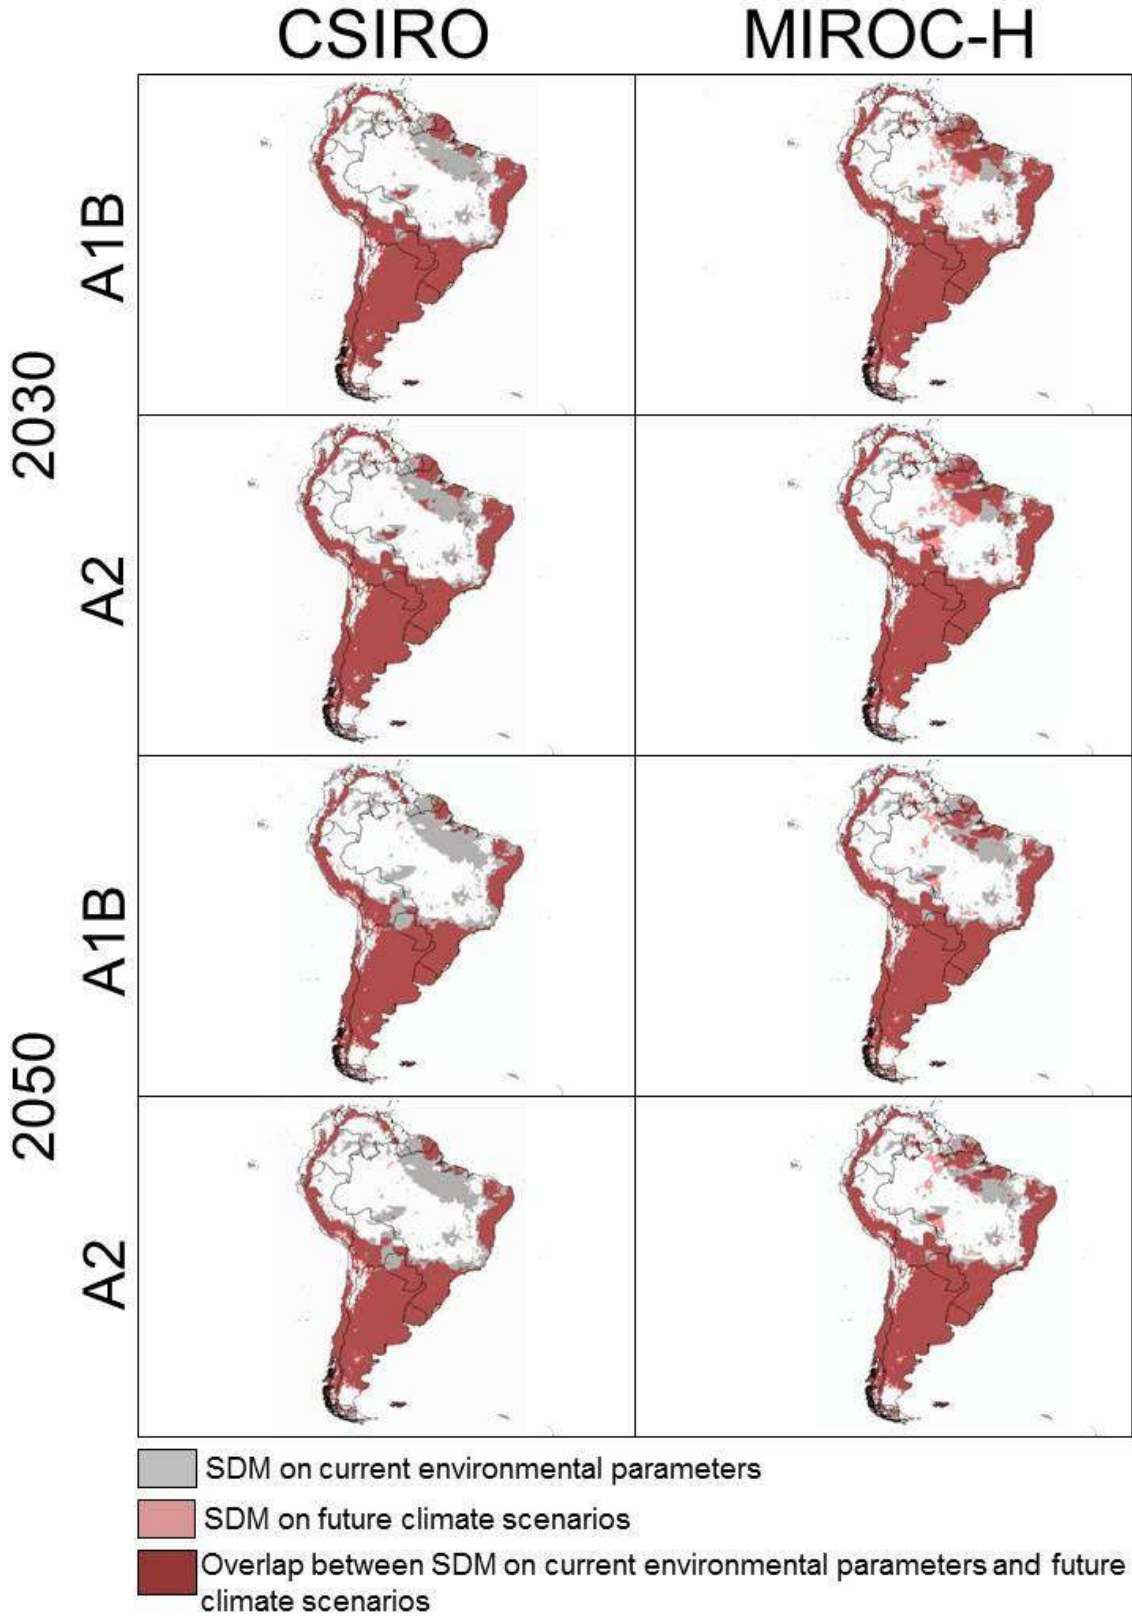 CSIRO
MIROC-H
2030
A1B
A2
2050
A1B
A2
SDM on current environmental parameters
SDM on future climate scenarios
Overlap between SDM on current environmental parameters and future
climate scenarios